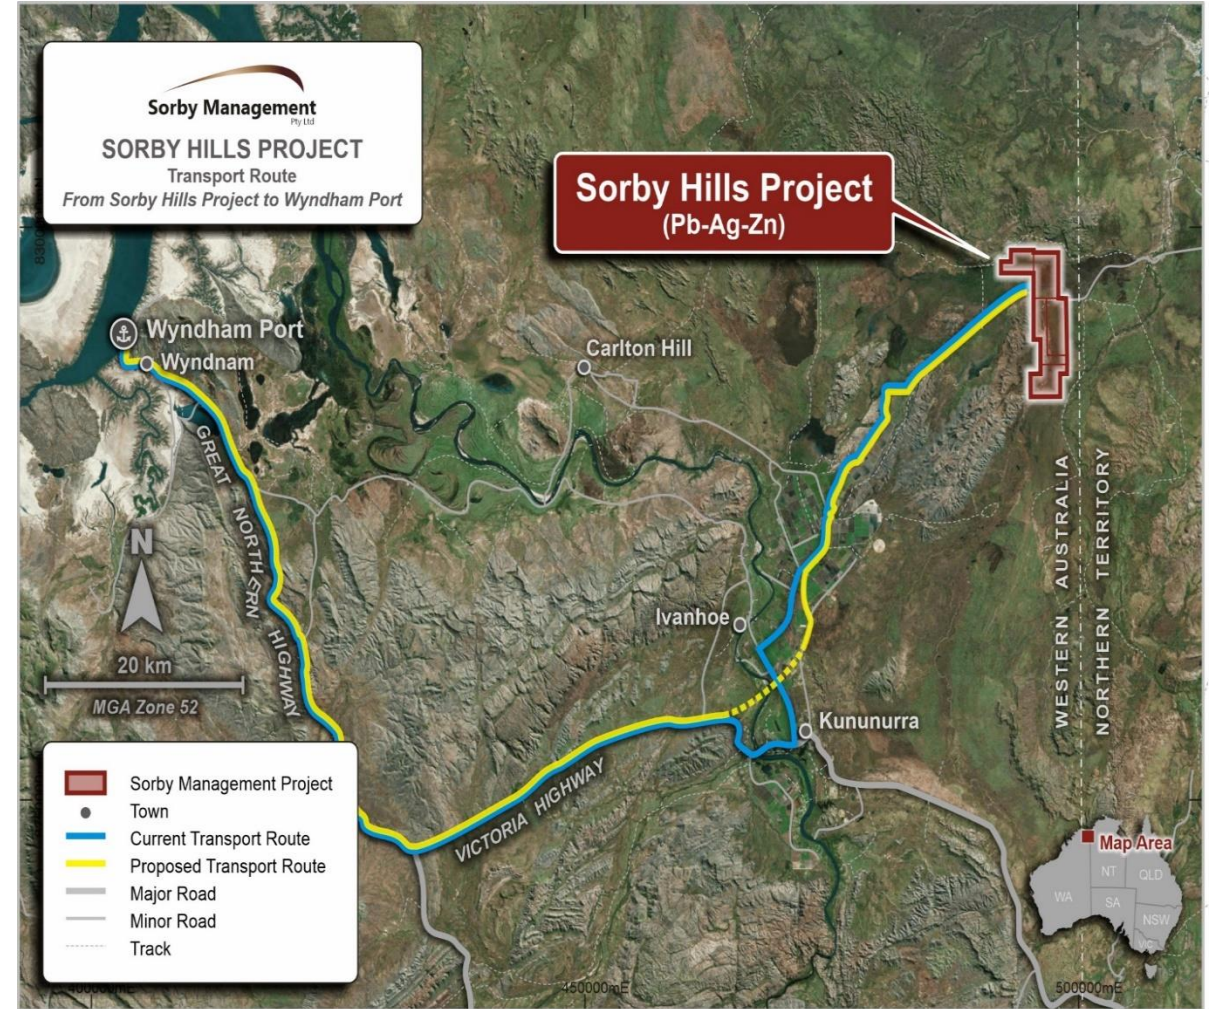 Sorby Management
Pty Ltd
SORBY HILLS PROJECT
Transport Route
From Sorby Hills Project to Wyndham Port
Sorby Hills Project
(Pb-Ag-Zn)
Wyndham Port
Wyndnam
Carlton Hill
GREAT NORTHERN HIGHWAY
N
20 km
MGA Zone 52
Ivanhoe
Kununurra
VICTORIA HIGHWAY
WESTERN AUSTRALIA
NORTHERN TERRITORY
Sorby Management Project
Town
Current Transport Route
Proposed Transport Route
Major Road
Minor Road
Track
Map Area
WA
NT
QLD
SA
NSW
VIC
450000mE
500000mE